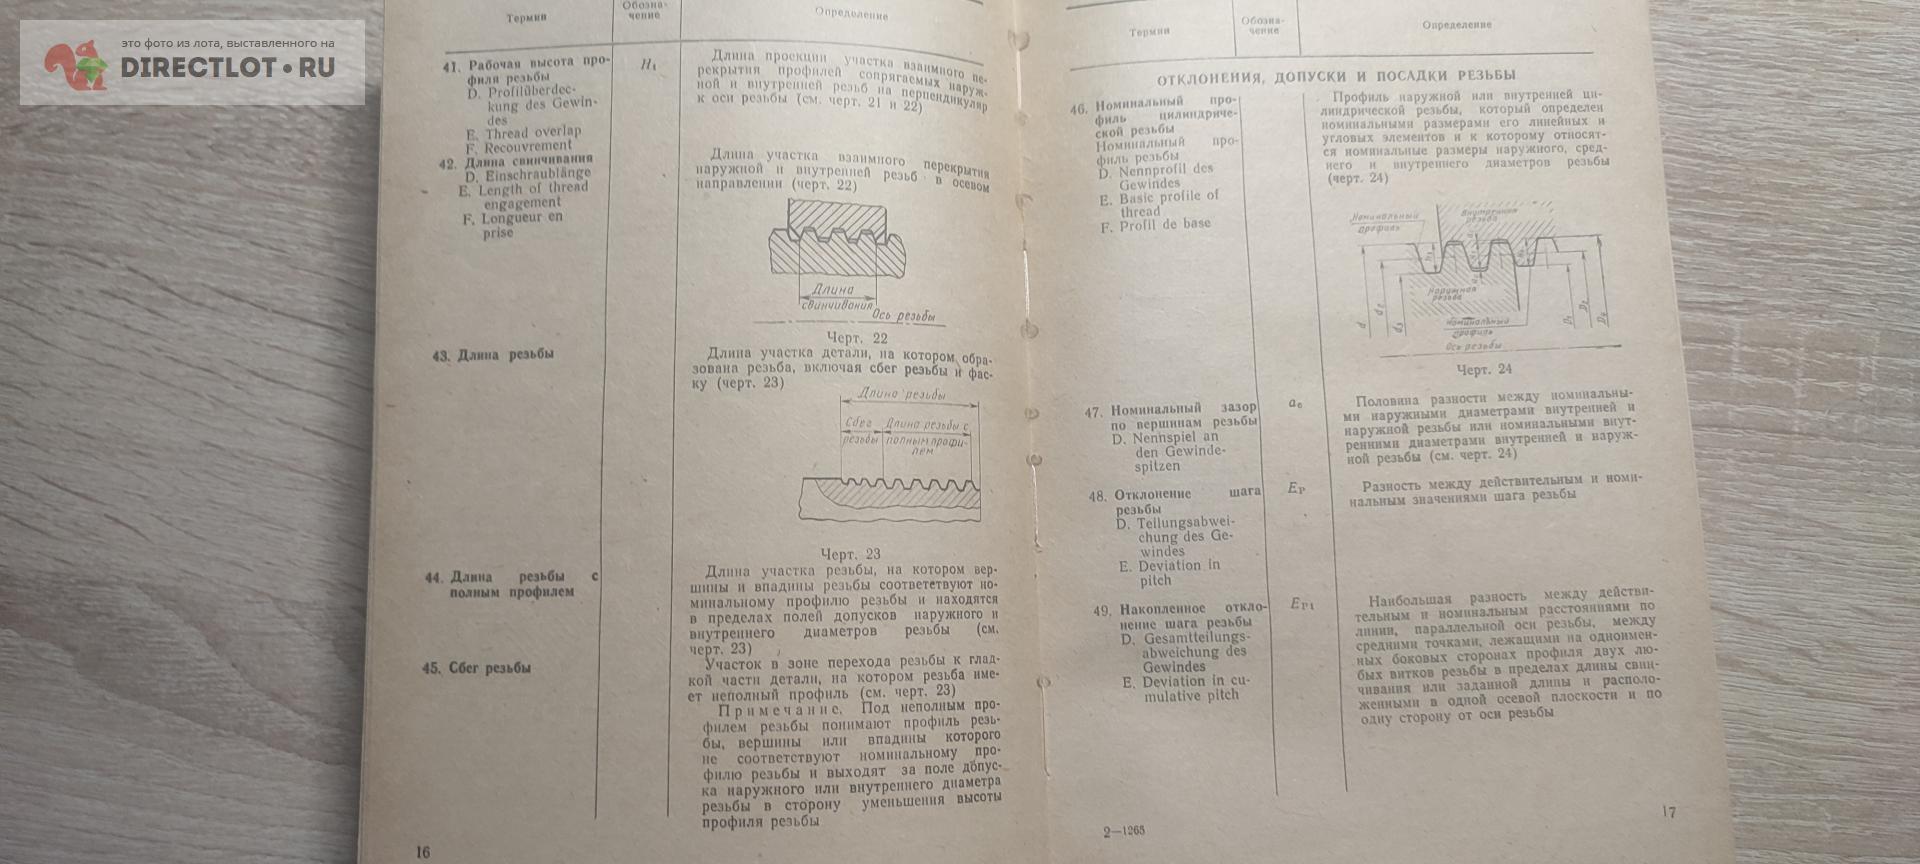 это фото из лота, выставленного на
DIRECTLOT.RU
Термин
Обозна-
чение
Определение
41. Рабочая высота про-
филя резьбы
D. Profilüberdec-
kung des Gewin-
des
E. Thread overlap
F. Recouvrement
H₁
Длина проекции участка взаимного пе-
рекрытия профилей сопрягаемых наруж-
ной и внутренней резьб на перпендикуляр
к оси резьбы (см. черт. 21 и 22)
42. Длина свинчивания
D. Einschraublänge
E. Length of thread
engagement
F. Longueur en
prise
Длина участка взаимного перекрытия
наружной и внутренней резьб в осевом
направлении (черт. 22)
Длина
свинчивания
Ось резьбы
Черт. 22
43. Длина резьбы
Длина участка детали, на котором обра-
зована резьба, включая сбег резьбы и фас-
ку (черт. 23)
Длина резьбы
Сбег
резьбы
Длина резьбы с
полным профи-
лем
Черт. 23
44. Длина резьбы с
полным профилем
Длина участка резьбы, на котором вер-
шины и впадины резьбы соответствуют но-
минальному профилю резьбы и находятся
в пределах полей допусков наружного и
внутреннего диаметров резьбы (см.
черт. 23)
45. Сбег резьбы
Участок в зоне перехода резьбы к глад-
кой части детали, на котором резьба име-
ет неполный профиль (см. черт. 23)
Примечание. Под неполным про-
филем резьбы понимают профиль резь-
бы, вершины или впадины которого
не соответствуют номинальному про-
филю резьбы и выходят за поле допус-
ка наружного или внутреннего диаметра
резьбы в сторону уменьшения высоты
профиля резьбы
16
Термин
Обозна-
чение
Определение
ОТКЛОНЕНИЯ, ДОПУСКИ И ПОСАДКИ РЕЗЬБЫ
46. Номинальный про-
филь цилиндриче-
ской резьбы
Номинальный про-
филь резьбы
D. Nennprofil des
Gewindes
E. Basic profile of
thread
F. Profil de base
Профиль наружной или внутренней ци-
линдрической резьбы, который определен
номинальными размерами его линейных и
угловых элементов и к которому относят-
ся номинальные размеры наружного, сред-
него и внутреннего диаметров резьбы
(черт. 24)
Номинальный
профиль
Внутренняя
резьба
Наружная
резьба
Номинальный
профиль
Ось резьбы
d
d₂
d₃
D₁
D₂
D₄
Черт. 24
47. Номинальный зазор
по вершинам резьбы
D. Nennspiel an
den Gewinde-
spitzen
Половина разности между номинальны-
ми наружными диаметрами внутренней и
наружной резьбы или номинальными внут-
ренними диаметрами внутренней и наруж-
ной резьбы (см. черт. 24)
48. Отклонение шага
резьбы
D. Teilungsabwei-
chung des Ge-
windes
E. Deviation in
pitch
Eₚ
Разность между действительным и номи-
нальным значениями шага резьбы
49. Накопленное откло-
нение шага резьбы
D. Gesamtteilungs-
abweichung des
Gewindes
E. Deviation in cu-
mulative pitch
Наибольшая разность между действи-
тельным и номинальным расстояниями по
линии, параллельной оси резьбы, между
средними точками, лежащими на одноимен-
ных боковых сторонах профиля двух лю-
бых витков резьбы в пределах длины свин-
чивания или заданной длины и располо-
женными в одной осевой плоскости и по
одну сторону от оси резьбы
2—1265
17